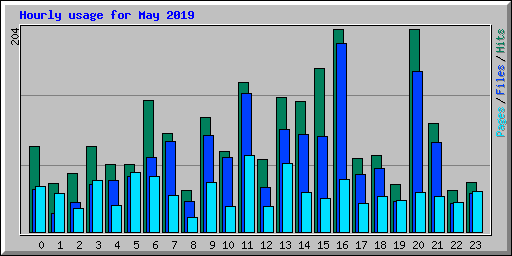 Hourly usage for May 2019
204
Pages / Files / Hits
0 1 2 3 4 5 6 7 8 9 10 11 12 13 14 15 16 17 18 19 20 21 22 23